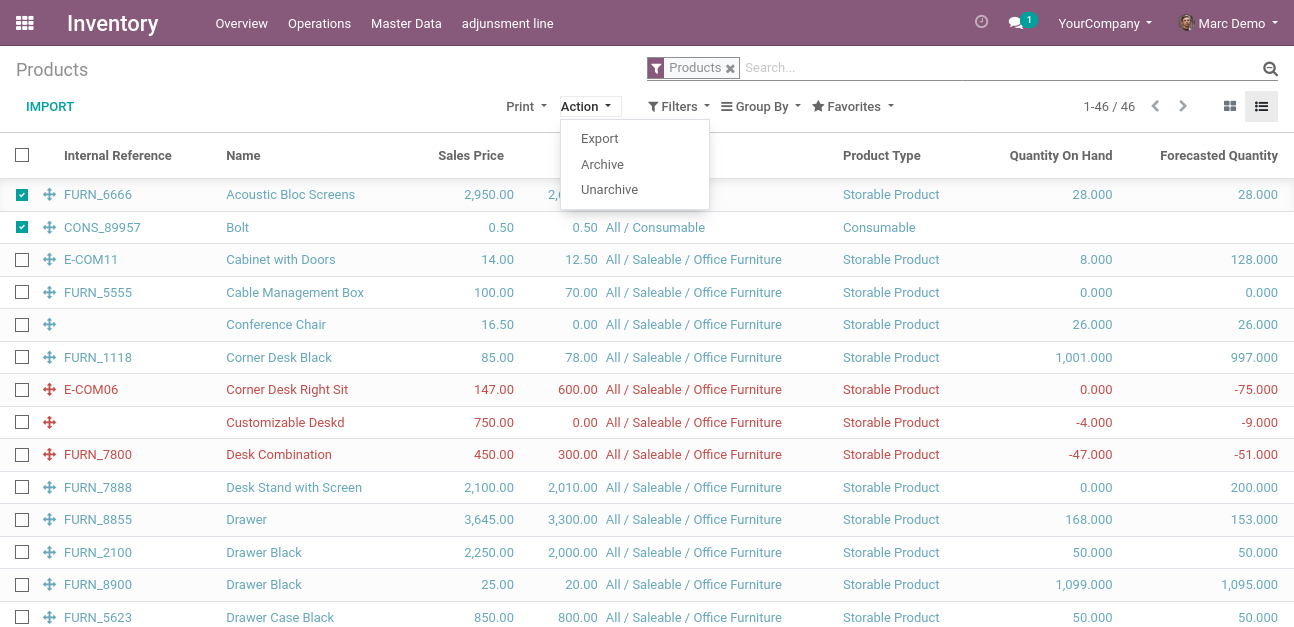 Inventory Overview Operations Master Data adjunsment line 1 YourCompany Marc Demo
Products Products Search...
IMPORT Print Action Filters Group By Favorites 1-46 / 46
Export
Archive
Unarchive
Internal Reference Name Sales Price Product Type Quantity On Hand Forecasted Quantity
FURN_6666 Acoustic Bloc Screens 2,950.00 Storable Product 28.000 28.000
CONS_89957 Bolt 0.50 0.50 All / Consumable Consumable
E-COM11 Cabinet with Doors 14.00 12.50 All / Saleable / Office Furniture Storable Product 8.000 128.000
FURN_5555 Cable Management Box 100.00 70.00 All / Saleable / Office Furniture Storable Product 0.000 0.000
Conference Chair 16.50 0.00 All / Saleable / Office Furniture Storable Product 26.000 26.000
FURN_1118 Corner Desk Black 85.00 78.00 All / Saleable / Office Furniture Storable Product 1,001.000 997.000
E-COM06 Corner Desk Right Sit 147.00 600.00 All / Saleable / Office Furniture Storable Product 0.000 -75.000
Customizable Deskd 750.00 0.00 All / Saleable / Office Furniture Storable Product -4.000 -9.000
FURN_7800 Desk Combination 450.00 300.00 All / Saleable / Office Furniture Storable Product -47.000 -51.000
FURN_7888 Desk Stand with Screen 2,100.00 2,010.00 All / Saleable / Office Furniture Storable Product 0.000 200.000
FURN_8855 Drawer 3,645.00 3,300.00 All / Saleable / Office Furniture Storable Product 168.000 153.000
FURN_2100 Drawer Black 2,250.00 2,000.00 All / Saleable / Office Furniture Storable Product 50.000 50.000
FURN_8900 Drawer Black 25.00 20.00 All / Saleable / Office Furniture Storable Product 1,099.000 1,095.000
FURN_5623 Drawer Case Black 850.00 800.00 All / Saleable / Office Furniture Storable Product 50.000 50.000